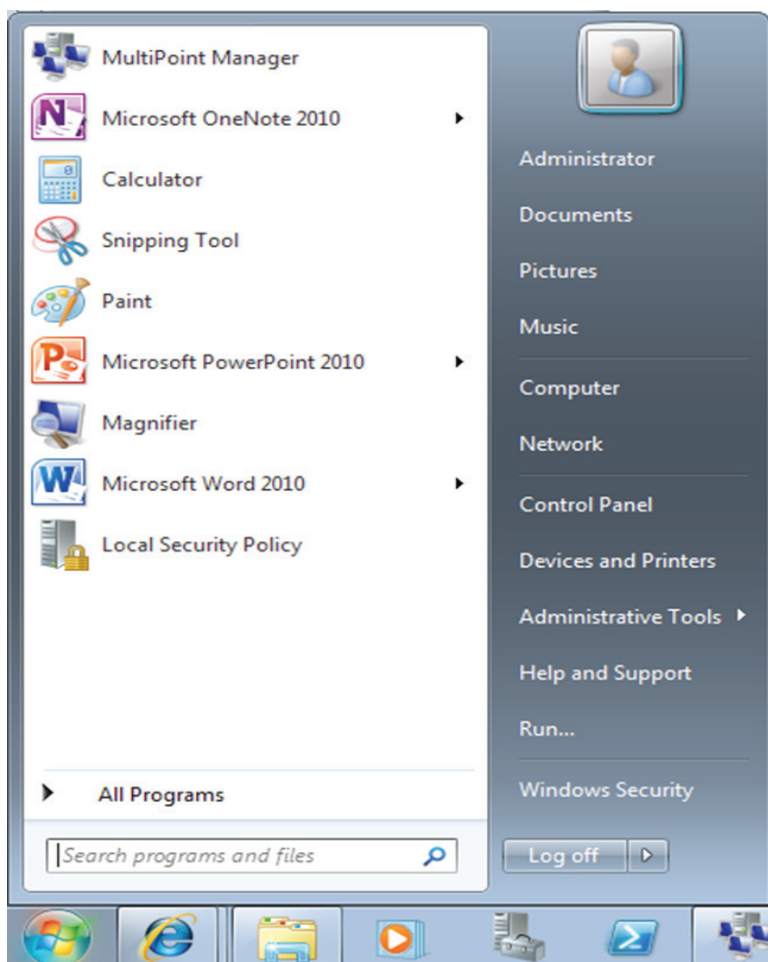 MultiPoint Manager
Microsoft OneNote 2010
Calculator
Snipping Tool
Paint
Microsoft PowerPoint 2010
Magnifier
Microsoft Word 2010
Local Security Policy
All Programs
Search programs and files
Administrator
Documents
Pictures
Music
Computer
Network
Control Panel
Devices and Printers
Administrative Tools
Help and Support
Run...
Windows Security
Log off